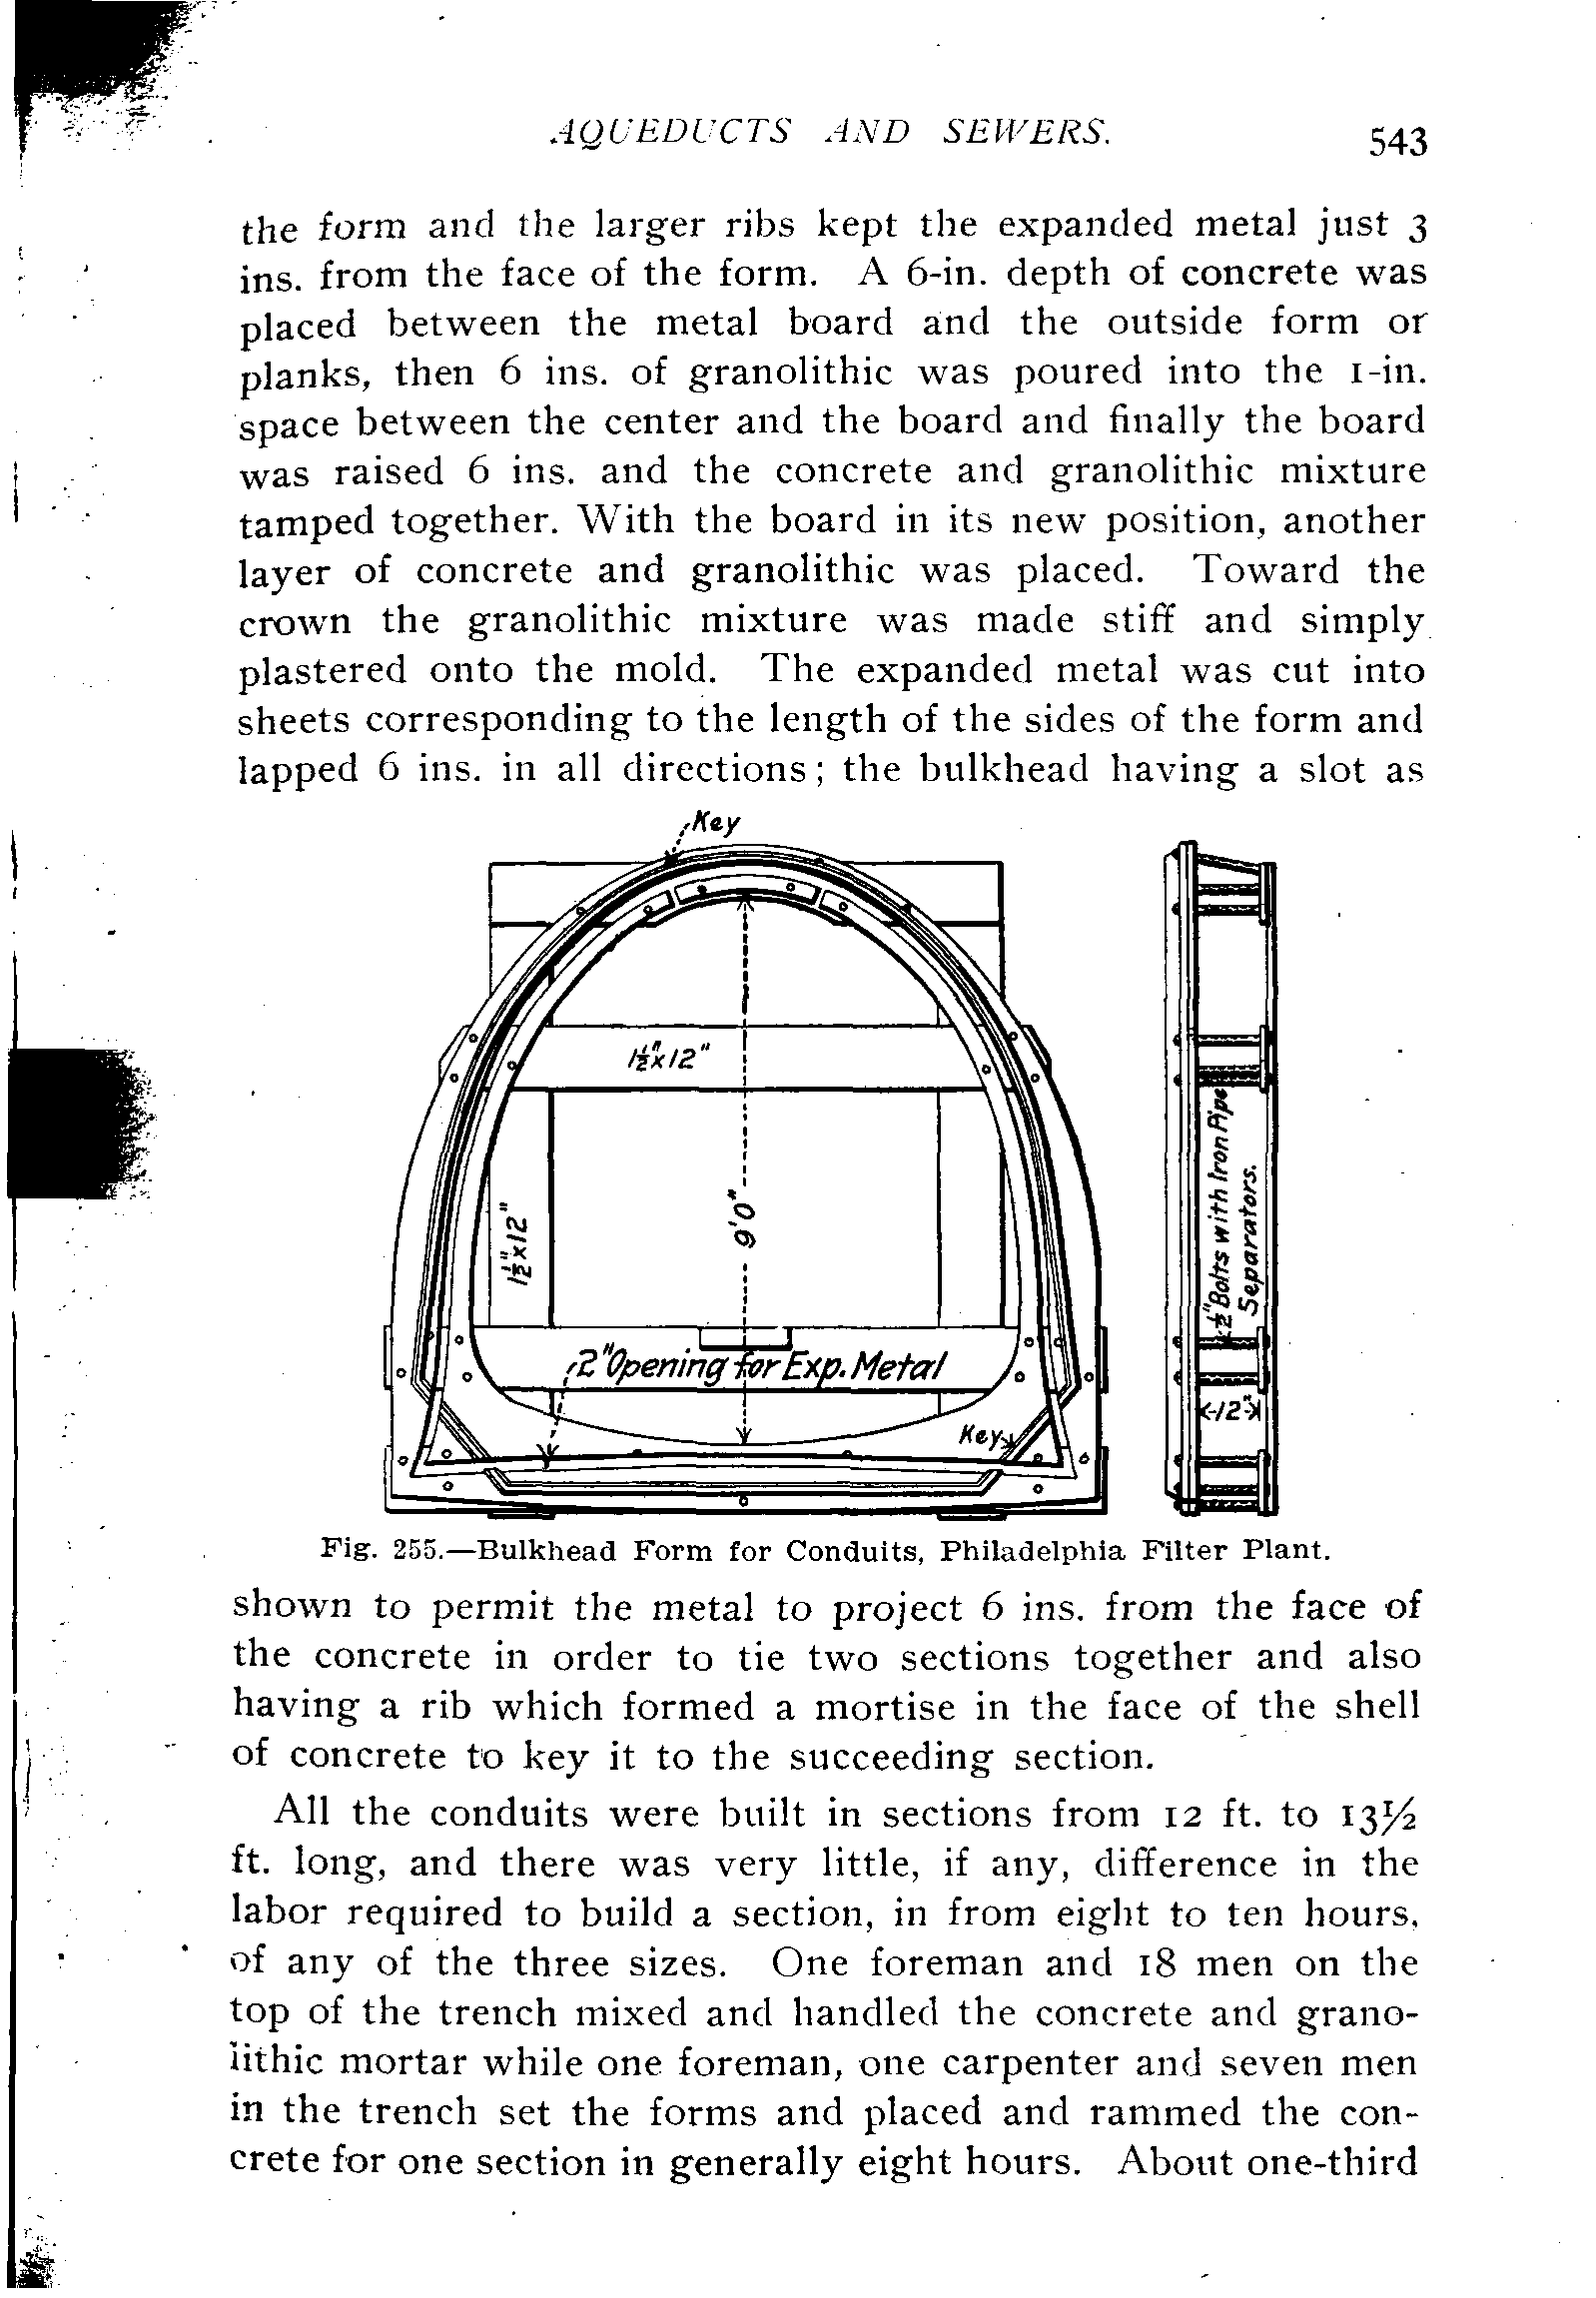 AQUEDUCTS AND SEWERS.
543
the form and the larger ribs kept the expanded metal just 3
ins. from the face of the form. A 6-in. depth of concrete was
placed between the metal board and the outside form or
planks, then 6 ins. of granolithic was poured into the 1-in.
space between the center and the board and finally the board
was raised 6 ins. and the concrete and granolithic mixture
tamped together. With the board in its new position, another
layer of concrete and granolithic was placed. Toward the
crown the granolithic mixture was made stiff and simply
plastered onto the mold. The expanded metal was cut into
sheets corresponding to the length of the sides of the form and
lapped 6 ins. in all directions; the bulkhead having a slot as
Key
1½"x12"
1½"x12"
9'0"
2"Opening for Exp. Metal
Key
½"Bolts with Iron Pipe
Separators.
12"
Fig. 255.—Bulkhead Form for Conduits, Philadelphia Filter Plant.
shown to permit the metal to project 6 ins. from the face of
the concrete in order to tie two sections together and also
having a rib which formed a mortise in the face of the shell
of concrete to key it to the succeeding section.
All the conduits were built in sections from 12 ft. to 13½
ft. long, and there was very little, if any, difference in the
labor required to build a section, in from eight to ten hours,
of any of the three sizes. One foreman and 18 men on the
top of the trench mixed and handled the concrete and grano-
lithic mortar while one foreman, one carpenter and seven men
in the trench set the forms and placed and rammed the con-
crete for one section in generally eight hours. About one-third